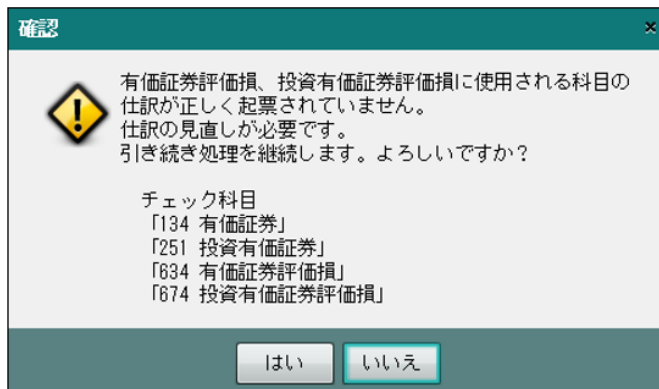 確認
有価証券評価損、投資有価証券評価損に使用される科目の
仕訳が正しく起票されていません。
仕訳の見直しが必要です。
引き続き処理を継続します。よろしいですか？
チェック科目
「134 有価証券」
「251 投資有価証券」
「634 有価証券評価損」
「674 投資有価証券評価損」
はい
いいえ